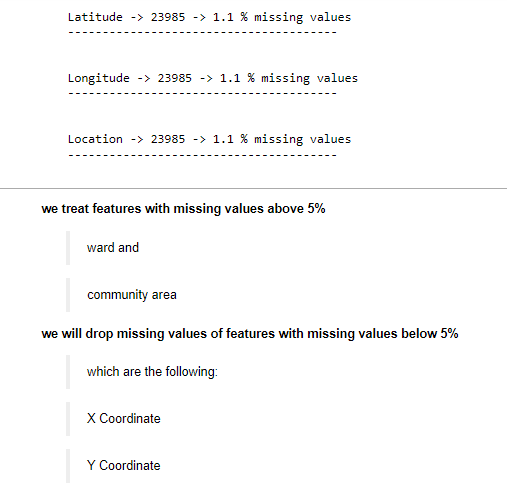 Latitude -> 23985 -> 1.1 % missing values
---------------------------------------
Longitude -> 23985 -> 1.1 % missing values
---------------------------------------
Location -> 23985 -> 1.1 % missing values
---------------------------------------
we treat features with missing values above 5%
ward and
community area
we will drop missing values of features with missing values below 5%
which are the following:
X Coordinate
Y Coordinate